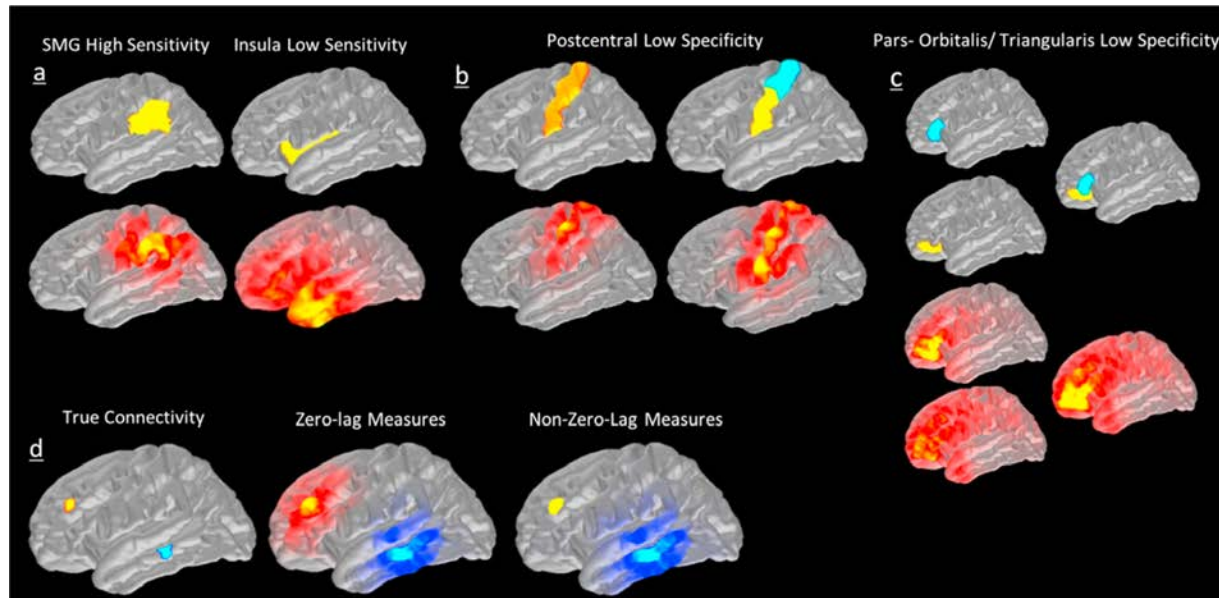 SMG High Sensitivity
Insula Low Sensitivity
Postcentral Low Specificity
Pars- Orbitalis/ Triangularis Low Specificity
a
b
c
True Connectivity
Zero-lag Measures
Non-Zero-Lag Measures
d